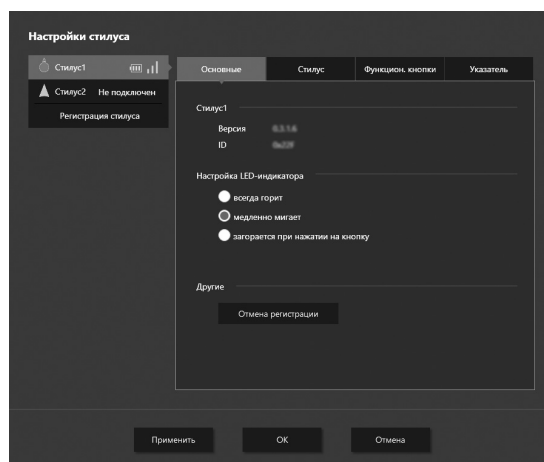 Настройки стилуса
Стилус1
Стилус2 Не подключен
Регистрация стилуса
Основные Стилус Функцион. кнопки Указатель
Стилус1
Версия
ID
Настройка LED-индикатора
всегда горит
медленно мигает
загорается при нажатии на кнопку
Другие
Отмена регистрации
Применить ОК Отмена